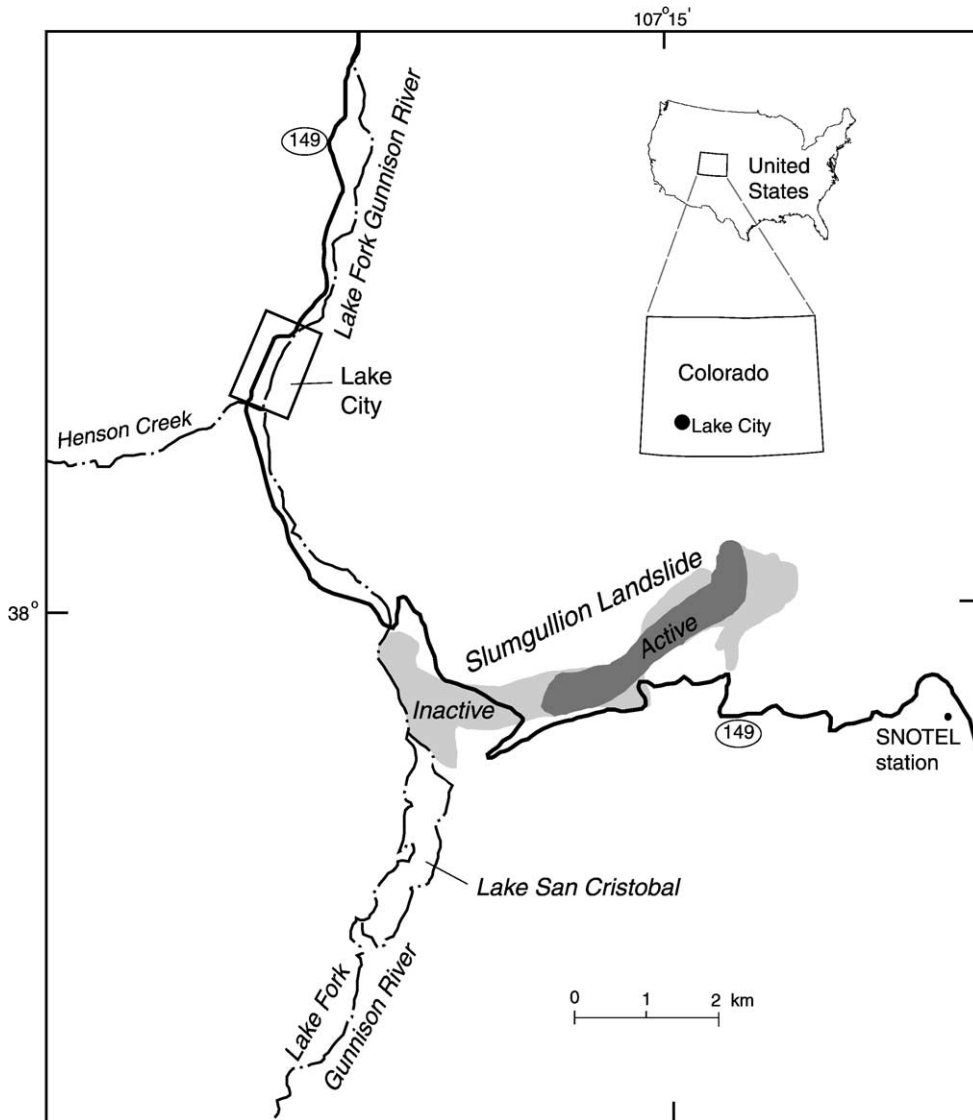 107°15'
149
Lake Fork Gunnison River
United
States
Lake
City
Colorado
Lake City
Henson Creek
38°
Slumgullion Landslide
Active
Inactive
149
SNOTEL
station
Lake San Cristobal
Lake Fork
Gunnison River
0 1 2 km